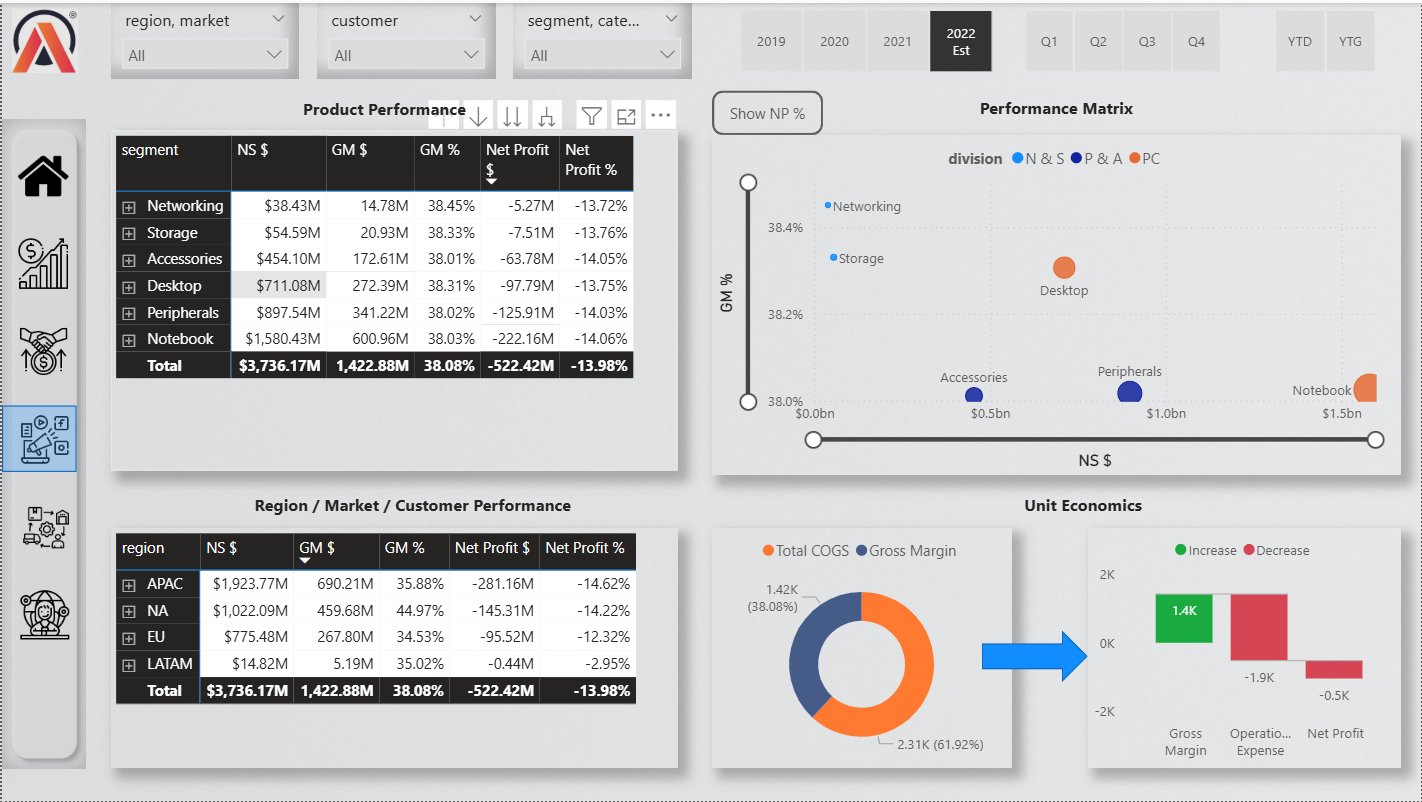 region, market
All
customer
All
segment, cate...
All
2019
2020
2021
2022
Est
Q1
Q2
Q3
Q4
YTD
YTG
Product Performance
segment NS $ GM $ GM % Net Profit $ Net Profit %
Networking $38.43M 14.78M 38.45% -5.27M -13.72%
Storage $54.59M 20.93M 38.33% -7.51M -13.76%
Accessories $454.10M 172.61M 38.01% -63.78M -14.05%
Desktop $711.08M 272.39M 38.31% -97.79M -13.75%
Peripherals $897.54M 341.22M 38.02% -125.91M -14.03%
Notebook $1,580.43M 600.96M 38.03% -222.16M -14.06%
Total $3,736.17M 1,422.88M 38.08% -522.42M -13.98%
Show NP %
Performance Matrix
division N & S P & A PC
GM %
38.4%
38.2%
38.0%
Networking
Storage
Desktop
Accessories
Peripherals
Notebook
$0.0bn $0.5bn $1.0bn $1.5bn
NS $
Region / Market / Customer Performance
region NS $ GM $ GM % Net Profit $ Net Profit %
APAC $1,923.77M 690.21M 35.88% -281.16M -14.62%
NA $1,022.09M 459.68M 44.97% -145.31M -14.22%
EU $775.48M 267.80M 34.53% -95.52M -12.32%
LATAM $14.82M 5.19M 35.02% -0.44M -2.95%
Total $3,736.17M 1,422.88M 38.08% -522.42M -13.98%
Unit Economics
Total COGS Gross Margin
1.42K
(38.08%)
2.31K (61.92%)
Increase Decrease
2K
0K
-2K
1.4K
-1.9K
-0.5K
Gross
Margin
Operatio...
Expense
Net Profit